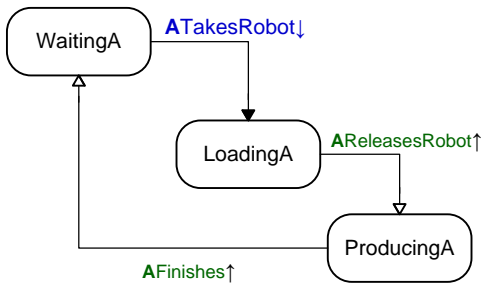 WaitingA
ATakesRobot↓
LoadingA
AReleasesRobot↑
ProducingA
AFinishes↑